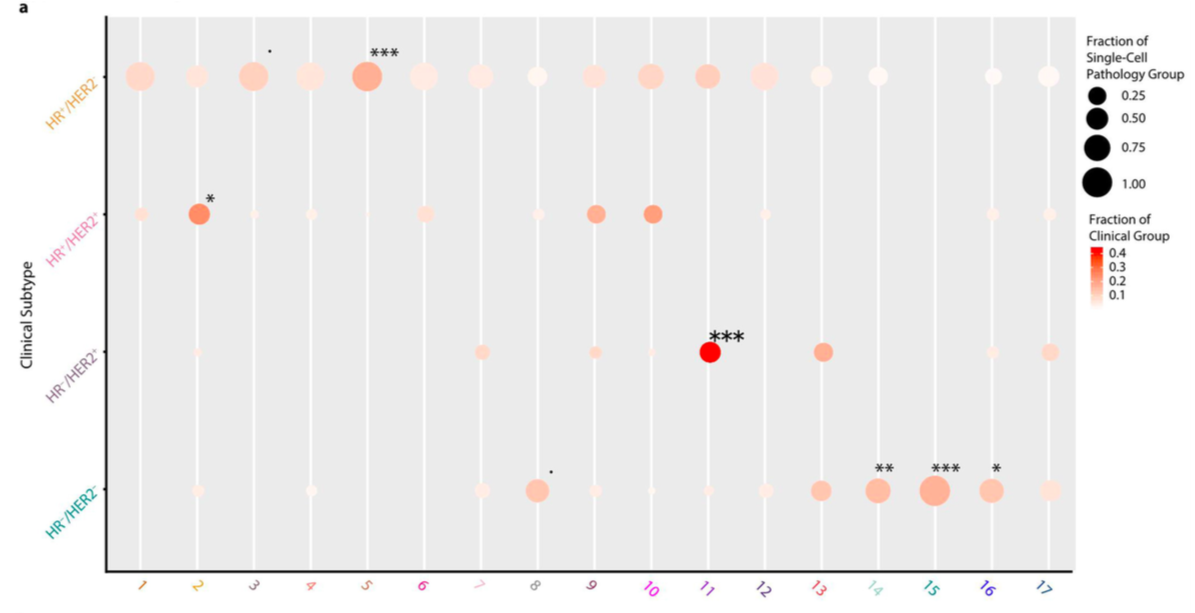 a
. ***
HR⁺/HER2⁻
*
HR⁺/HER2⁺
***
HR⁻/HER2⁺
. ** *** *
HR⁻/HER2⁻
Clinical Subtype
1 2 3 4 5 6 7 8 9 10 11 12 13 14 15 16 17
Fraction of
Single-Cell
Pathology Group
0.25
0.50
0.75
1.00
Fraction of
Clinical Group
0.4
0.3
0.2
0.1